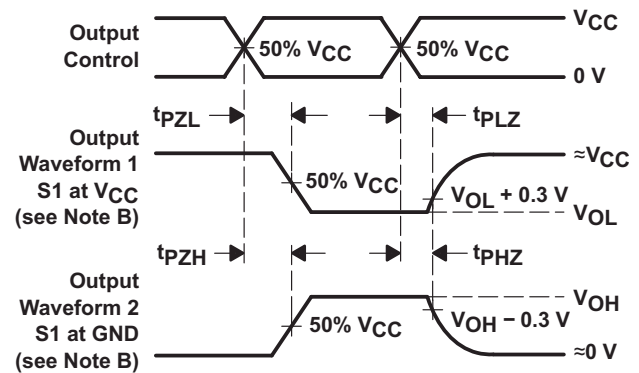 Output
Control
50% VCC
50% VCC
VCC
0 V
tPZL
tPLZ
Output
Waveform 1
S1 at VCC
(see Note B)
50% VCC
≈VCC
VOL + 0.3 V
VOL
tPZH
tPHZ
Output
Waveform 2
S1 at GND
(see Note B)
50% VCC
VOH
VOH − 0.3 V
≈0 V